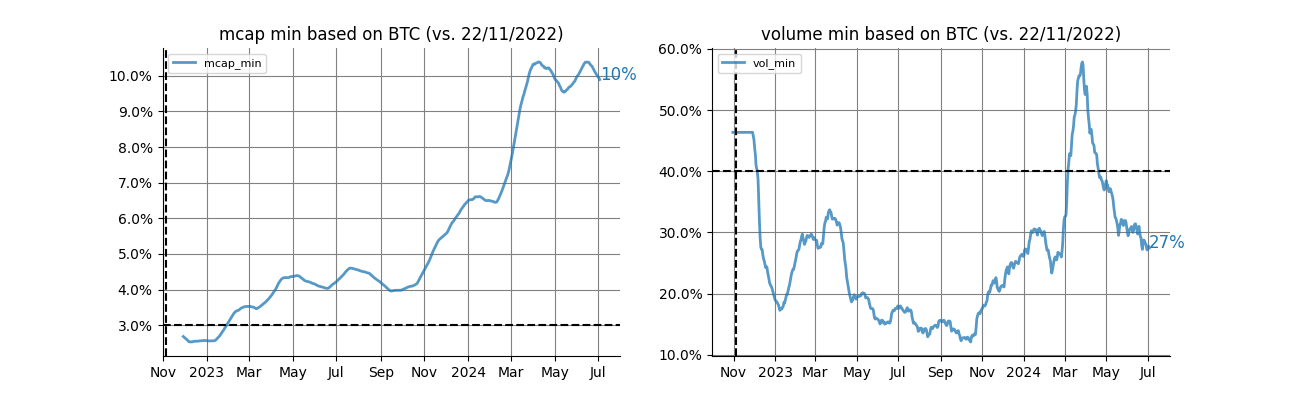 mcap min based on BTC (vs. 22/11/2022)
mcap_min
10.0%
9.0%
8.0%
7.0%
6.0%
5.0%
4.0%
3.0%
10%
Nov 2023 Mar May Jul Sep Nov 2024 Mar May Jul
volume min based on BTC (vs. 22/11/2022)
vol_min
60.0%
50.0%
40.0%
30.0%
20.0%
10.0%
27%
Nov 2023 Mar May Jul Sep Nov 2024 Mar May Jul